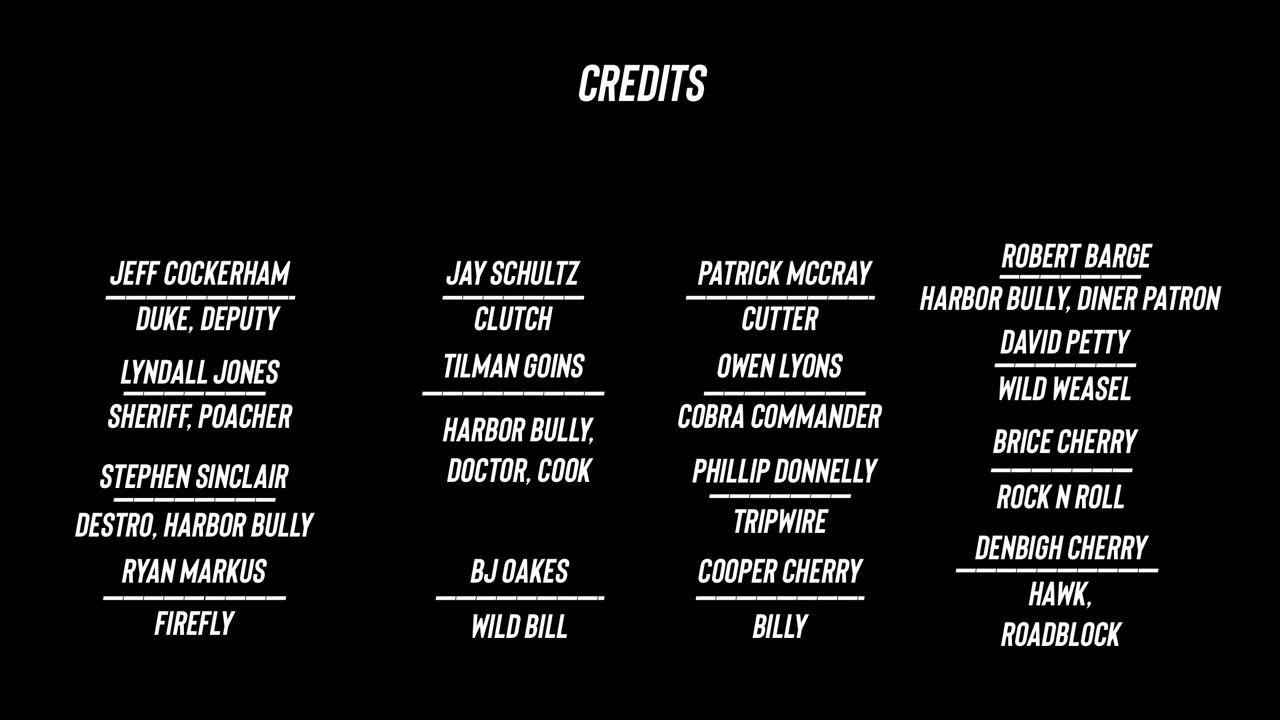 CREDITS
JEFF COCKERHAM
DUKE, DEPUTY
LYNDALL JONES
SHERIFF, POACHER
STEPHEN SINCLAIR
DESTRO, HARBOR BULLY
RYAN MARKUS
FIREFLY
JAY SCHULTZ
CLUTCH
TILMAN GOINS
HARBOR BULLY,
DOCTOR, COOK
BJ OAKES
WILD BILL
PATRICK MCCRAY
CUTTER
OWEN LYONS
COBRA COMMANDER
PHILLIP DONNELLY
TRIPWIRE
COOPER CHERRY
BILLY
ROBERT BARGE
HARBOR BULLY, DINER PATRON
DAVID PETTY
WILD WEASEL
BRICE CHERRY
ROCK N ROLL
DENBIGH CHERRY
HAWK,
ROADBLOCK